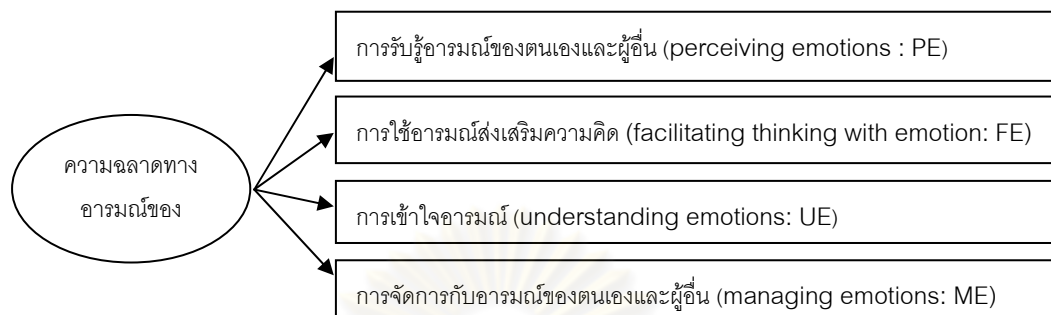 การรับรู้อารมณ์ของตนเองและผู้อื่น (perceiving emotions : PE)
การใช้อารมณ์ส่งเสริมความคิด (facilitating thinking with emotion: FE)
ความฉลาดทาง
อารมณ์ของ
การเข้าใจอารมณ์ (understanding emotions: UE)
การจัดการกับอารมณ์ของตนเองและผู้อื่น (managing emotions: ME)